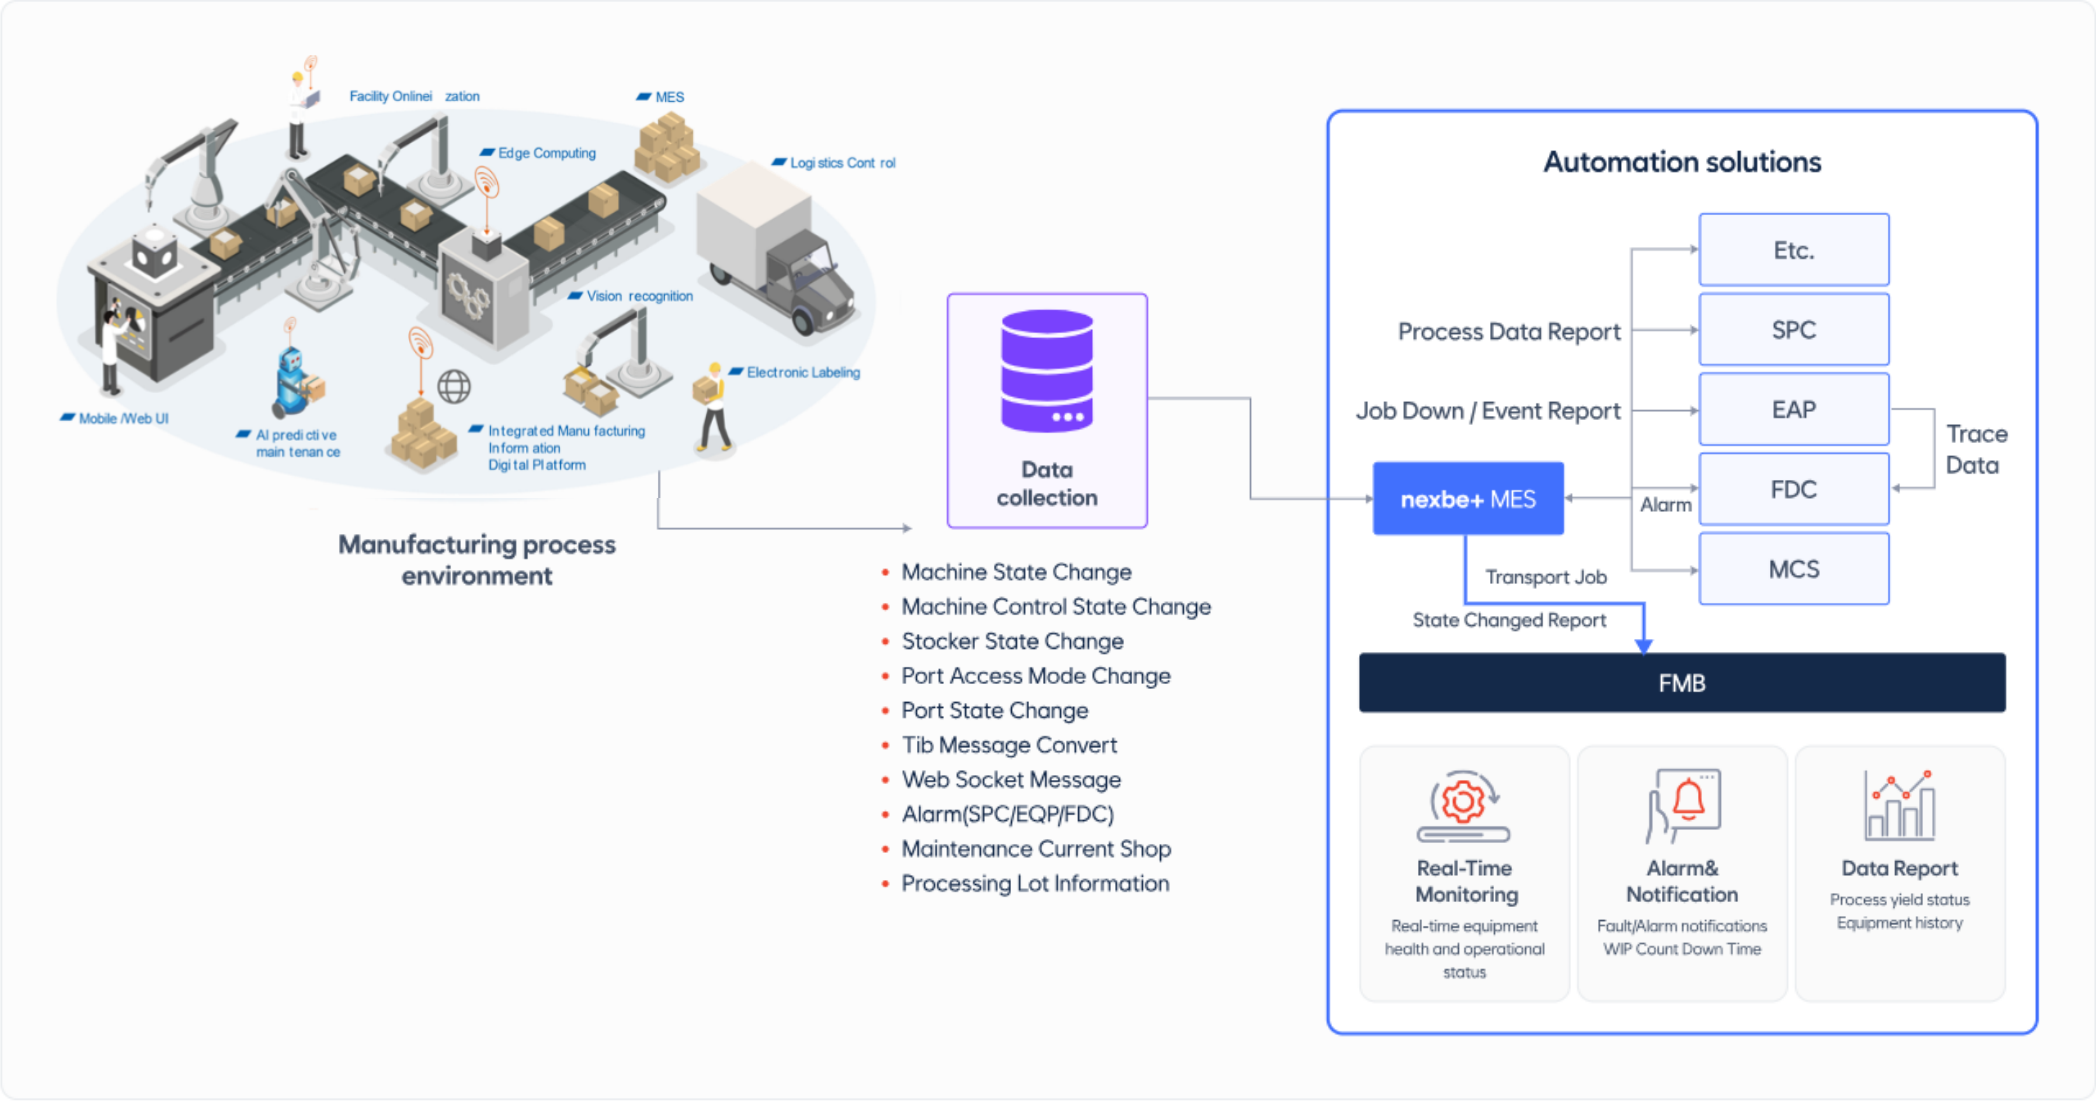 Facility Onlinei zation
MES
Edge Computing
Logi stics Cont rol
Vision recognition
Electronic Labeling
Mobile /Web UI
AI predi cti ve
main tenan ce
Integrated Manu facturing
Inform ation
Digi tal Pl atform
Manufacturing process
environment
Data
collection
Machine State Change
Machine Control State Change
Stocker State Change
Port Access Mode Change
Port State Change
Tib Message Convert
Web Socket Message
Alarm(SPC/EQP/FDC)
Maintenance Current Shop
Processing Lot Information
Automation solutions
Etc.
Process Data Report
SPC
Job Down / Event Report
EAP
Trace
Data
nexbe+ MES
Alarm
FDC
MCS
Transport Job
State Changed Report
FMB
Real-Time
Monitoring
Real-time equipment
health and operational
status
Alarm&
Notification
Fault/Alarm notifications
WIP Count Down Time
Data Report
Process yield status
Equipment history